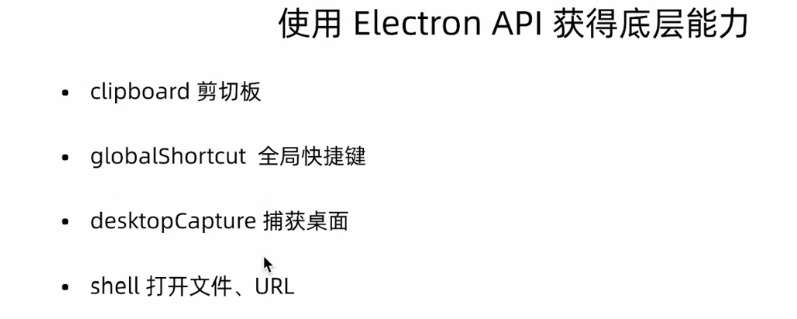 使用 Electron API 获得底层能力
• clipboard 剪切板
• globalShortcut 全局快捷键
• desktopCapture 捕获桌面
• shell 打开文件、URL